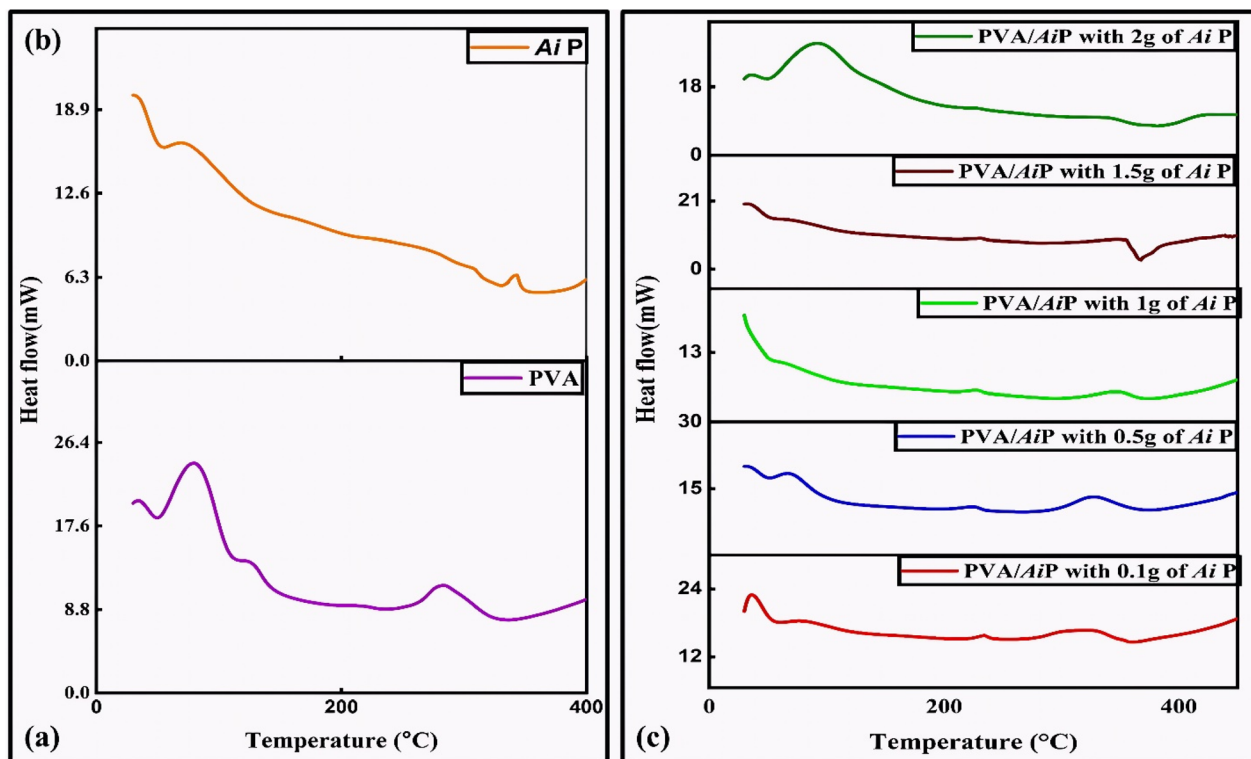 (b)
Ai P
18.9
12.6
6.3
0.0
PVA
26.4
17.6
8.8
0.0
0
200
400
Heat flow(mW)
(a)
Temperature (°C)
PVA/AiP with 2g of Ai P
18
0
PVA/AiP with 1.5g of Ai P
21
0
PVA/AiP with 1g of Ai P
13
30
PVA/AiP with 0.5g of Ai P
15
PVA/AiP with 0.1g of Ai P
24
12
0
200
400
Heat flow(mW)
Temperature (°C)
(c)